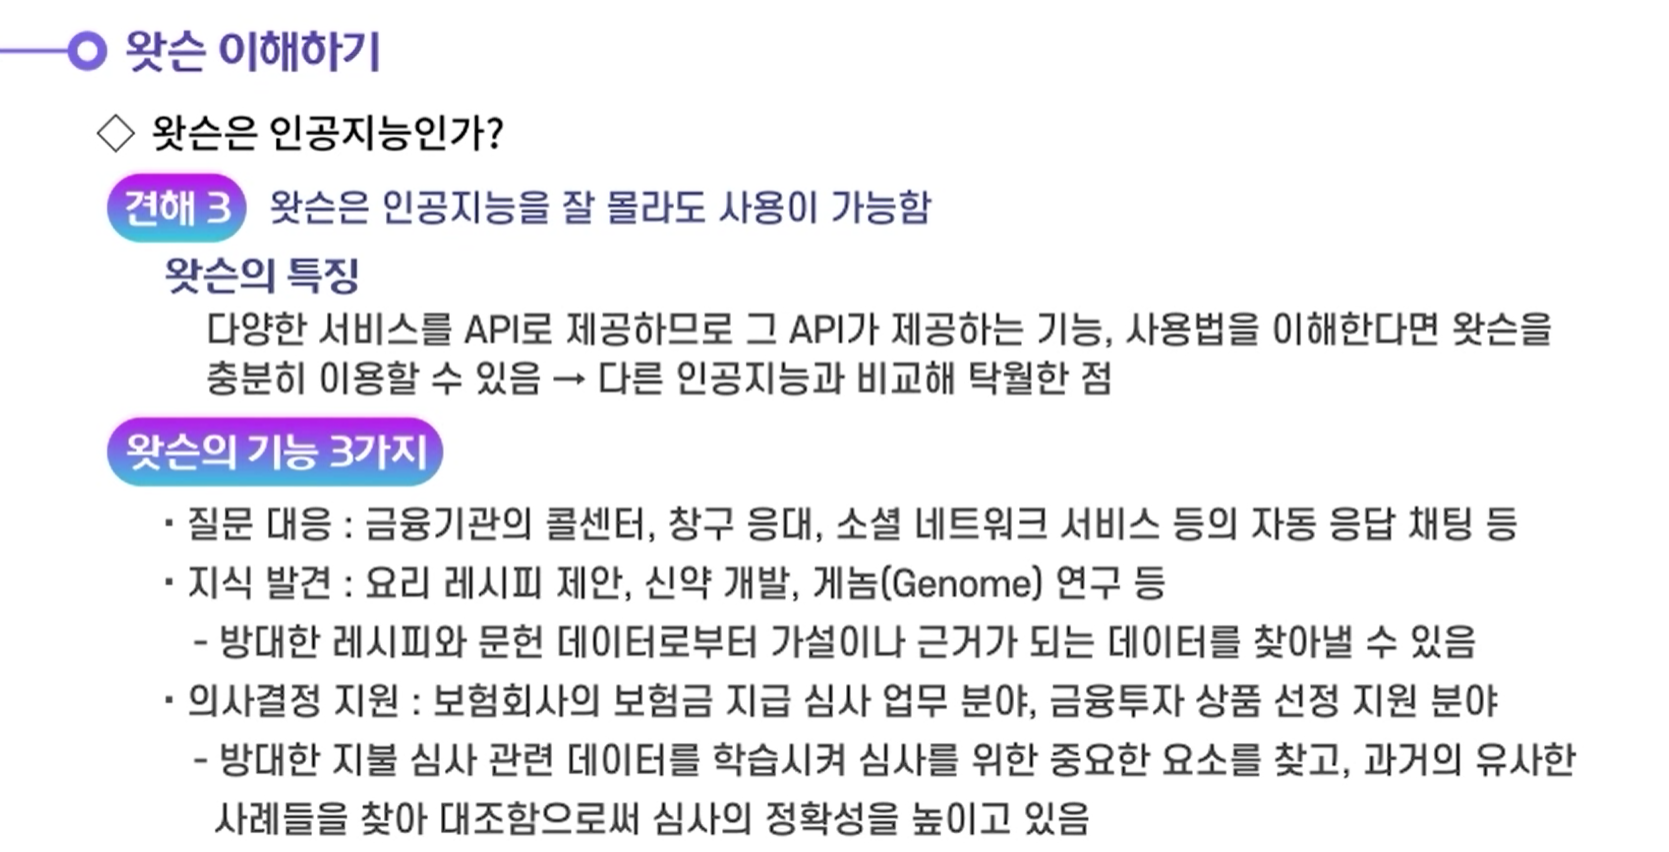 왓슨 이해하기
◇ 왓슨은 인공지능인가?
견해 3 왓슨은 인공지능을 잘 몰라도 사용이 가능함
왓슨의 특징
다양한 서비스를 API로 제공하므로 그 API가 제공하는 기능, 사용법을 이해한다면 왓슨을
충분히 이용할 수 있음 → 다른 인공지능과 비교해 탁월한 점
왓슨의 기능 3가지
· 질문 대응 : 금융기관의 콜센터, 창구 응대, 소셜 네트워크 서비스 등의 자동 응답 채팅 등
· 지식 발견 : 요리 레시피 제안, 신약 개발, 게놈(Genome) 연구 등
- 방대한 레시피와 문헌 데이터로부터 가설이나 근거가 되는 데이터를 찾아낼 수 있음
· 의사결정 지원 : 보험회사의 보험금 지급 심사 업무 분야, 금융투자 상품 선정 지원 분야
- 방대한 지불 심사 관련 데이터를 학습시켜 심사를 위한 중요한 요소를 찾고, 과거의 유사한
사례들을 찾아 대조함으로써 심사의 정확성을 높이고 있음